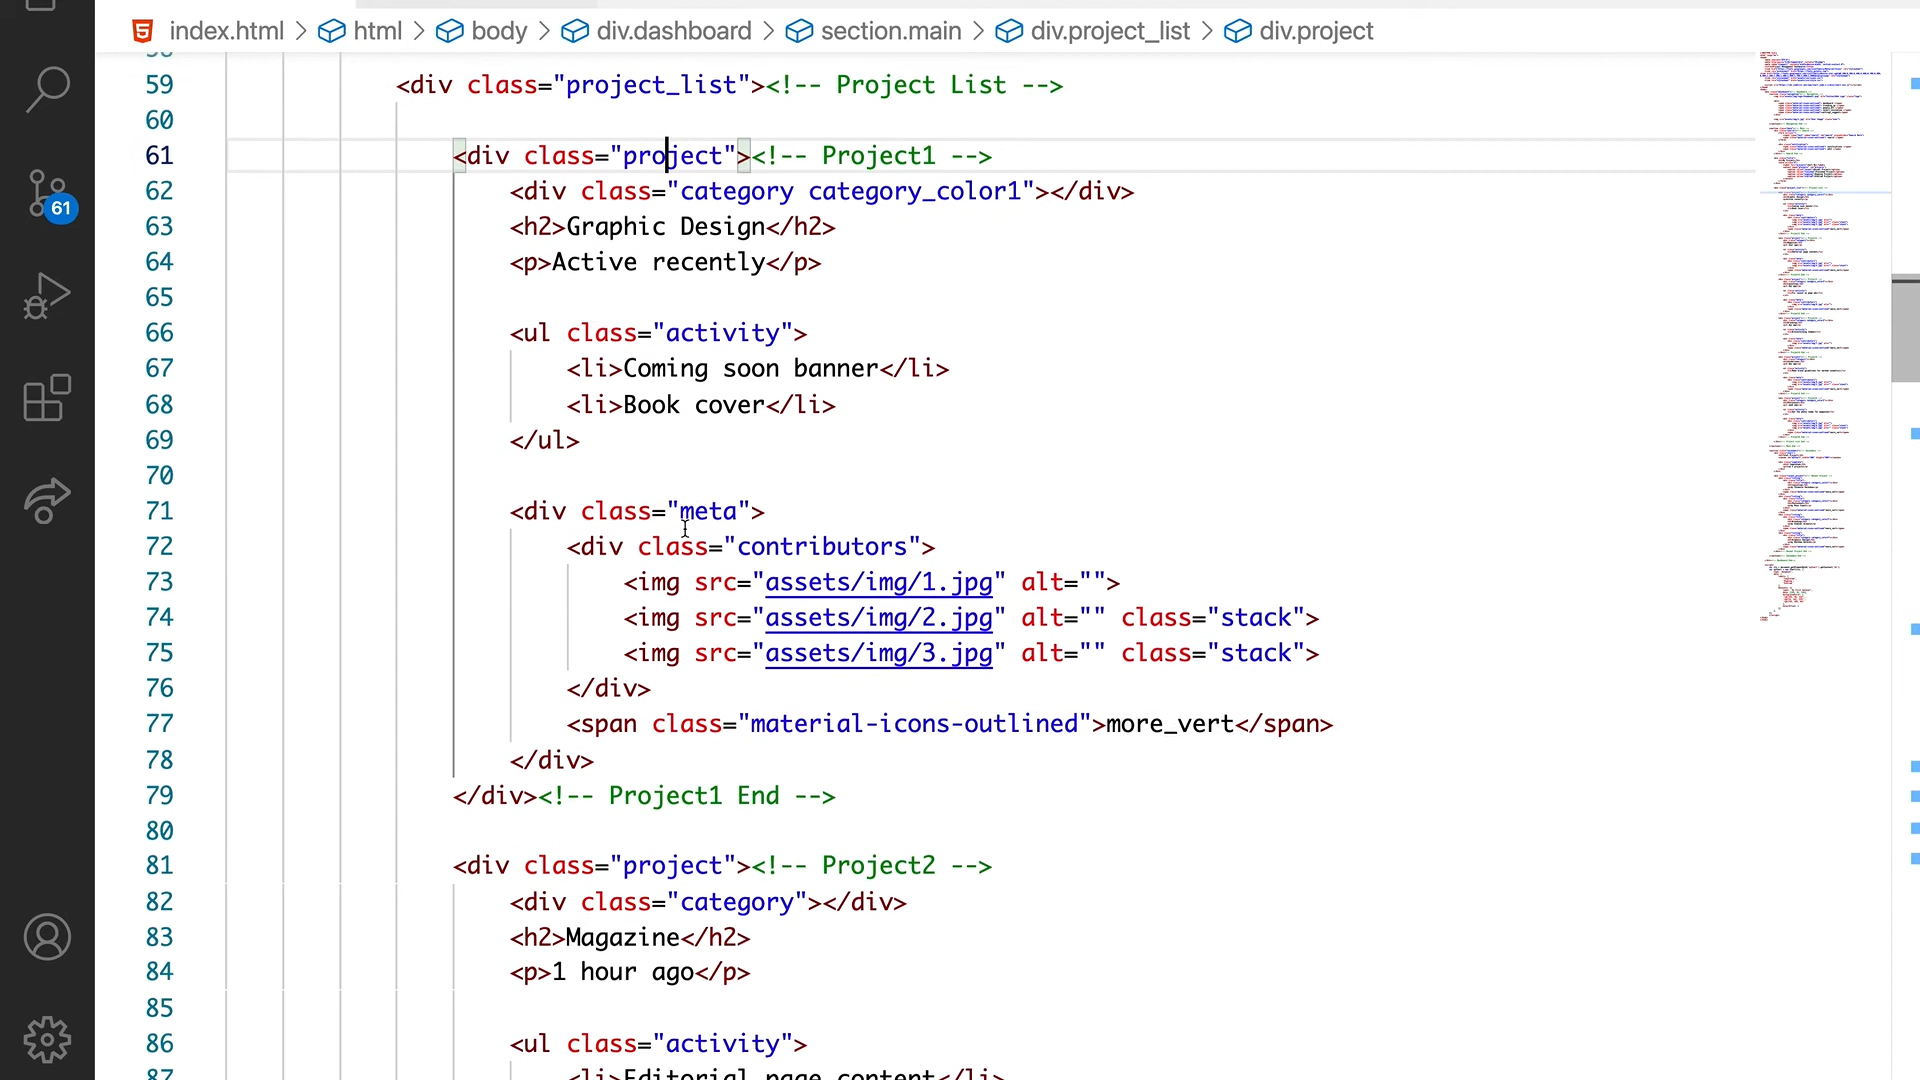 index.html > html > body > div.dashboard > section.main > div.project_list > div.project
59 <div class="project_list"><!-- Project List -->
60
61 <div class="project"><!-- Project1 -->
62 <div class="category category_color1"></div>
63 <h2>Graphic Design</h2>
64 <p>Active recently</p>
65
66 <ul class="activity">
67 <li>Coming soon banner</li>
68 <li>Book cover</li>
69 </ul>
70
71 <div class="meta">
72 <div class="contributors">
73 <img src="assets/img/1.jpg" alt="">
74 <img src="assets/img/2.jpg" alt="" class="stack">
75 <img src="assets/img/3.jpg" alt="" class="stack">
76 </div>
77 <span class="material-icons-outlined">more_vert</span>
78 </div>
79 </div><!-- Project1 End -->
80
81 <div class="project"><!-- Project2 -->
82 <div class="category"></div>
83 <h2>Magazine</h2>
84 <p>1 hour ago</p>
85
86 <ul class="activity">
87 <li>Editorial page content</li>
61